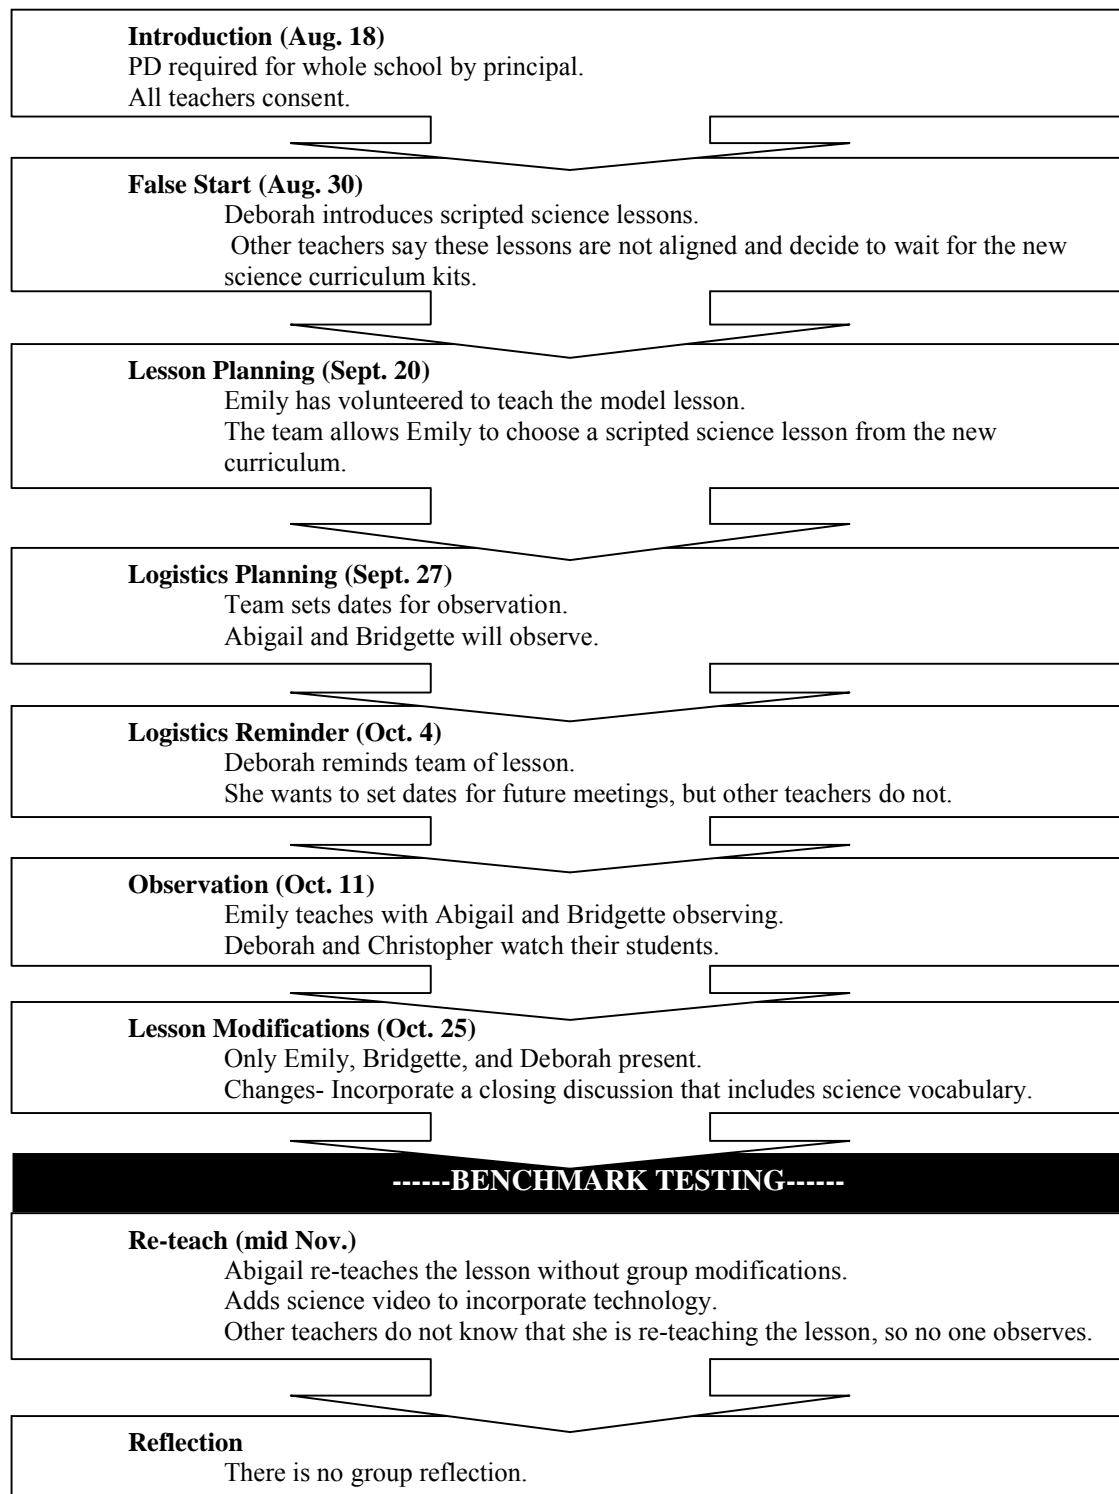 Introduction (Aug. 18)
PD required for whole school by principal.
All teachers consent.
False Start (Aug. 30)
Deborah introduces scripted science lessons.
Other teachers say these lessons are not aligned and decide to wait for the new
science curriculum kits.
Lesson Planning (Sept. 20)
Emily has volunteered to teach the model lesson.
The team allows Emily to choose a scripted science lesson from the new
curriculum.
Logistics Planning (Sept. 27)
Team sets dates for observation.
Abigail and Bridgette will observe.
Logistics Reminder (Oct. 4)
Deborah reminds team of lesson.
She wants to set dates for future meetings, but other teachers do not.
Observation (Oct. 11)
Emily teaches with Abigail and Bridgette observing.
Deborah and Christopher watch their students.
Lesson Modifications (Oct. 25)
Only Emily, Bridgette, and Deborah present.
Changes- Incorporate a closing discussion that includes science vocabulary.
------BENCHMARK TESTING------
Re-teach (mid Nov.)
Abigail re-teaches the lesson without group modifications.
Adds science video to incorporate technology.
Other teachers do not know that she is re-teaching the lesson, so no one observes.
Reflection
There is no group reflection.